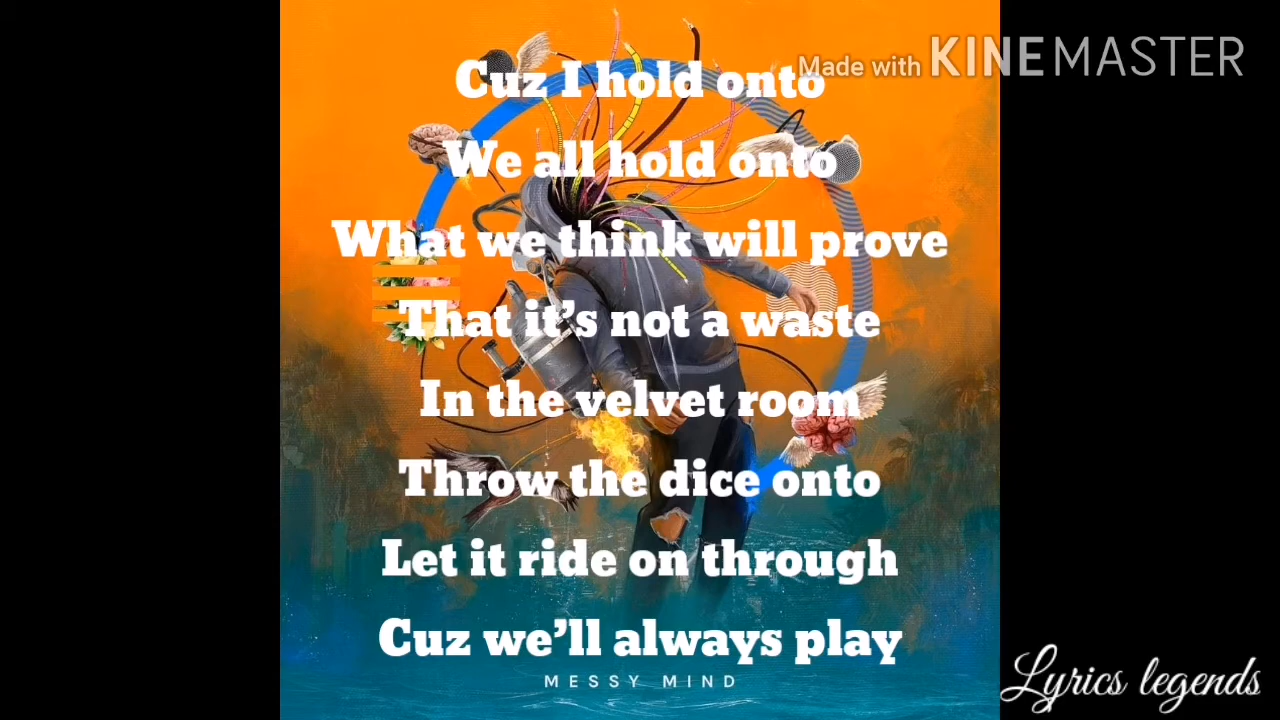 Made with KINEMASTER
Cuz I hold onto
We all hold onto
What we think will prove
That it's not a waste
In the velvet room
Throw the dice onto
Let it ride on through
Cuz we'll always play
MESSY MIND
Lyrics legends